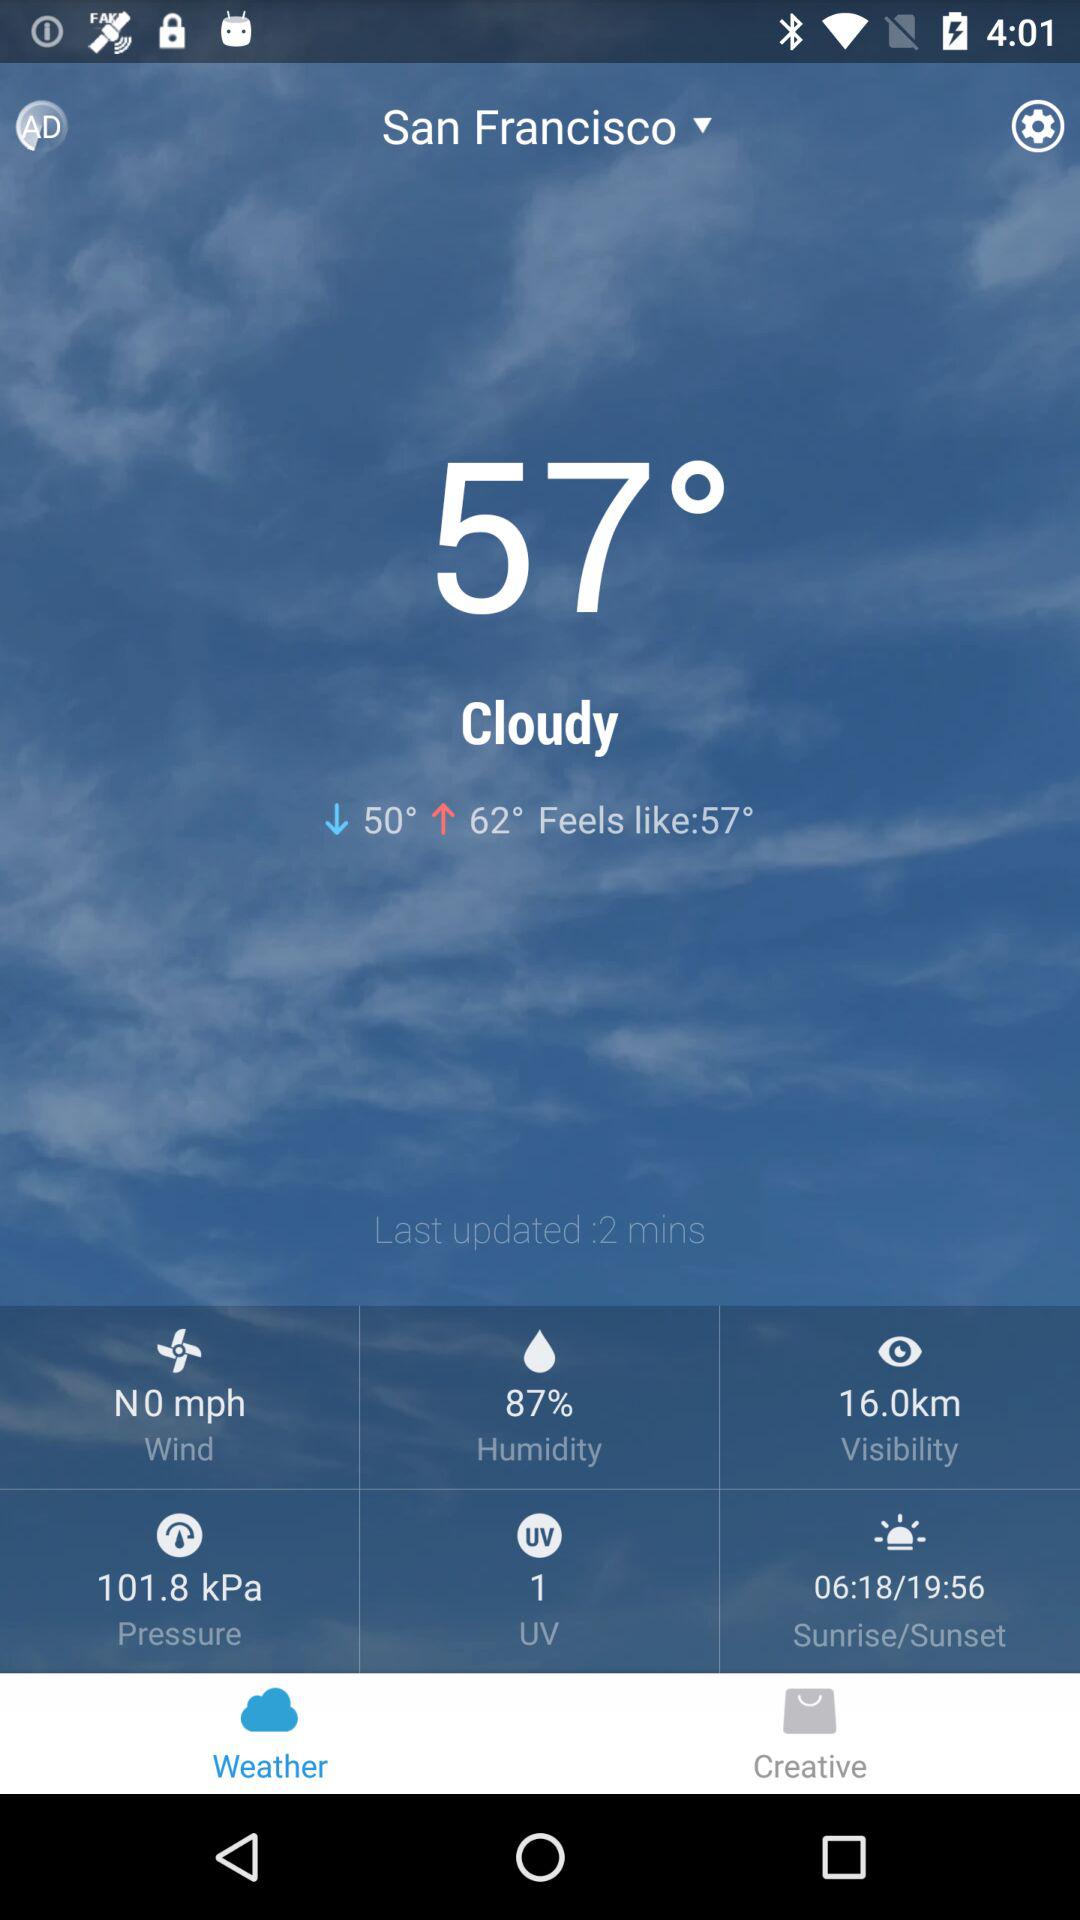 FAKE
4:01
AD
San Francisco
57°
Cloudy
50° 62° Feels like:57°
Last updated :2 mins
N0 mph
Wind
87%
Humidity
16.0km
Visibility
101.8 kPa
Pressure
UV
1
UV
06:18/19:56
Sunrise/Sunset
Weather
Creative